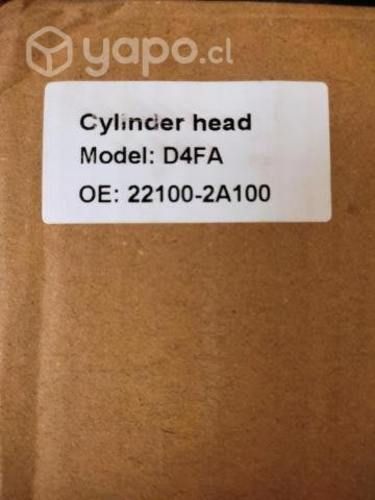 yapo.cl
Cylinder head
Model: D4FA
OE: 22100-2A100